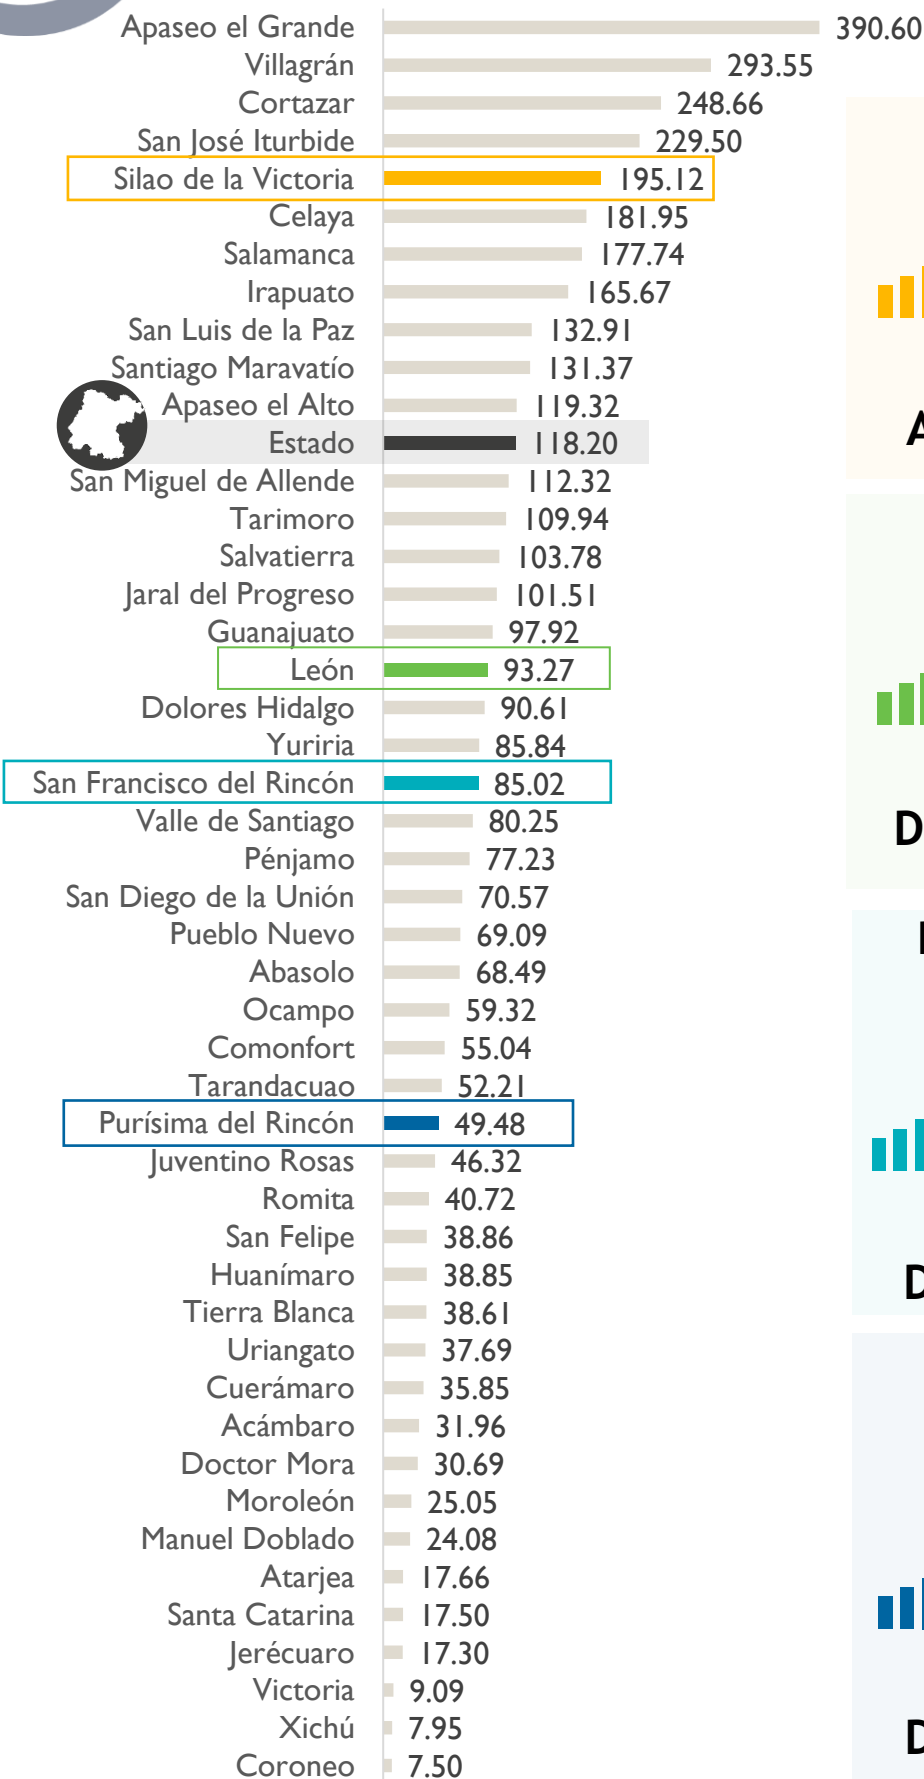 Apaseo el Grande 390.60
Villagrán 293.55
Cortazar 248.66
San José Iturbide 229.50
Silao de la Victoria 195.12
Celaya 181.95
Salamanca 177.74
Irapuato 165.67
San Luis de la Paz 132.91
Santiago Maravatío 131.37
Apaseo el Alto 119.32
Estado 118.20
San Miguel de Allende 112.32
Tarimoro 109.94
Salvatierra 103.78
Jaral del Progreso 101.51
Guanajuato 97.92
León 93.27
Dolores Hidalgo 90.61
Yuriria 85.84
San Francisco del Rincón 85.02
Valle de Santiago 80.25
Pénjamo 77.23
San Diego de la Unión 70.57
Pueblo Nuevo 69.09
Abasolo 68.49
Ocampo 59.32
Comonfort 55.04
Tarandacuao 52.21
Purísima del Rincón 49.48
Juventino Rosas 46.32
Romita 40.72
San Felipe 38.86
Huanímaro 38.85
Tierra Blanca 38.61
Uriangato 37.69
Cuerámaro 35.85
Acámbaro 31.96
Doctor Mora 30.69
Moroleón 25.05
Manuel Doblado 24.08
Atarjea 17.66
Santa Catarina 17.50
Jerécuaro 17.30
Victoria 9.09
Xichú 7.95
Coroneo 7.50